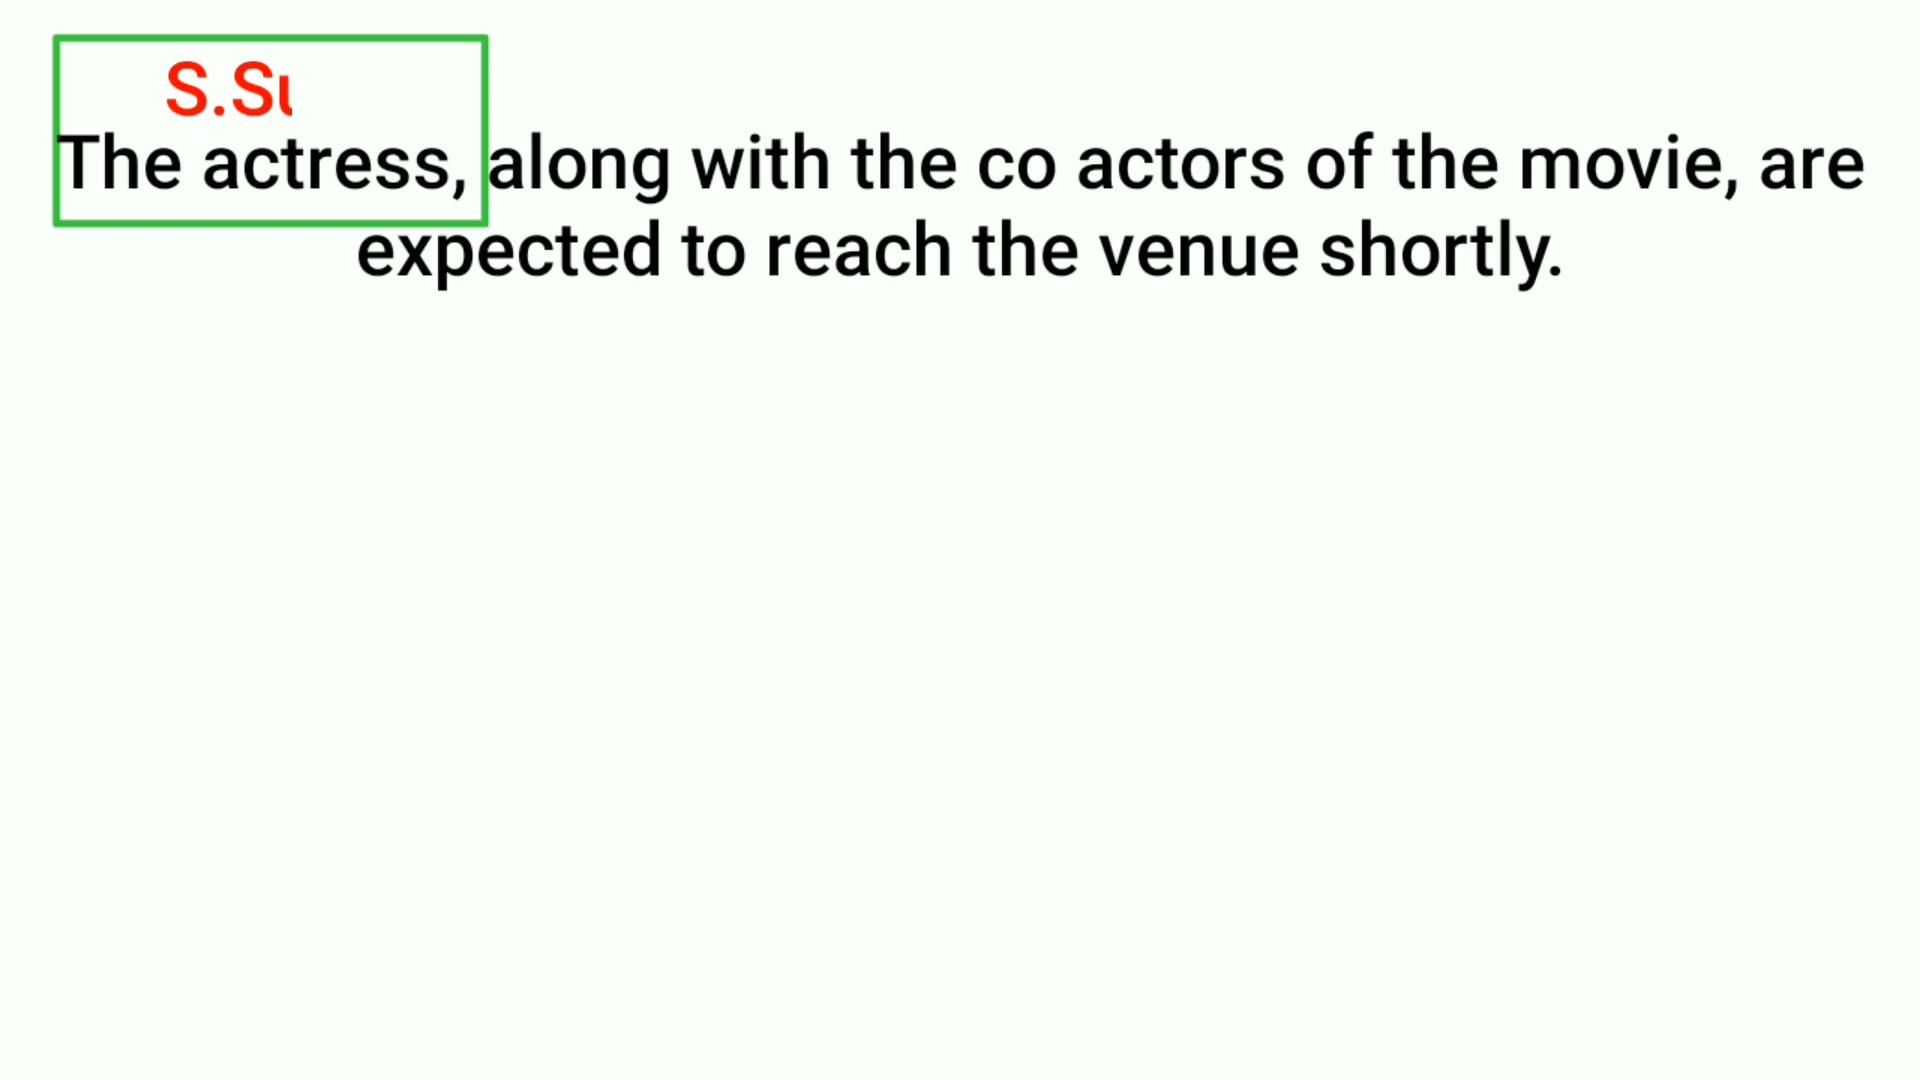 S.Su
The actress, along with the co actors of the movie, are
expected to reach the venue shortly.